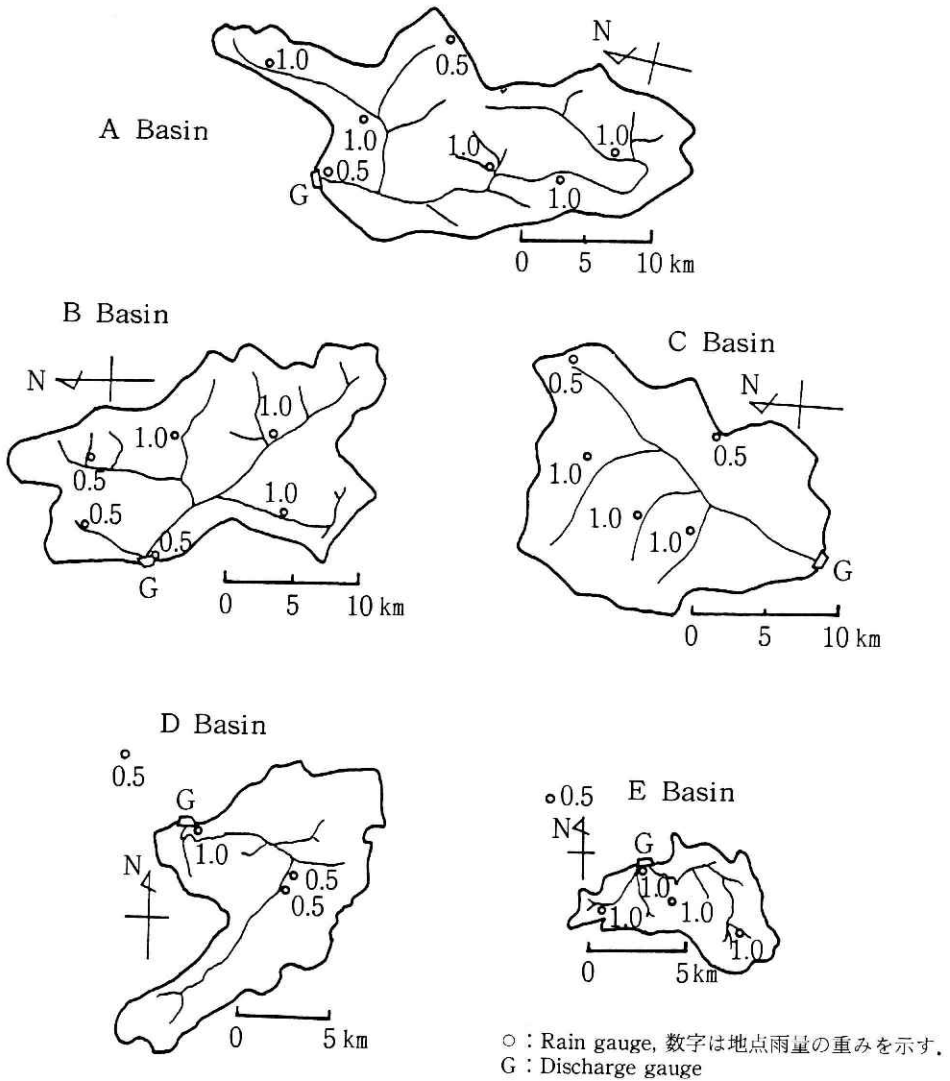 A Basin
N
1.0
0.5
1.0
1.0
1.0
0.5
1.0
G
0 5 10 km
B Basin
N
1.0
1.0
0.5
1.0
0.5
0.5
G
0 5 10 km
C Basin
N
0.5
0.5
1.0
1.0
1.0
G
0 5 10 km
D Basin
0.5
G
1.0
N
0.5
0.5
0 5 km
E Basin
0.5
N
G
1.0
1.0
1.0
1.0
0 5 km
○ : Rain gauge, 数字は地点雨量の重みを示す.
G : Discharge gauge